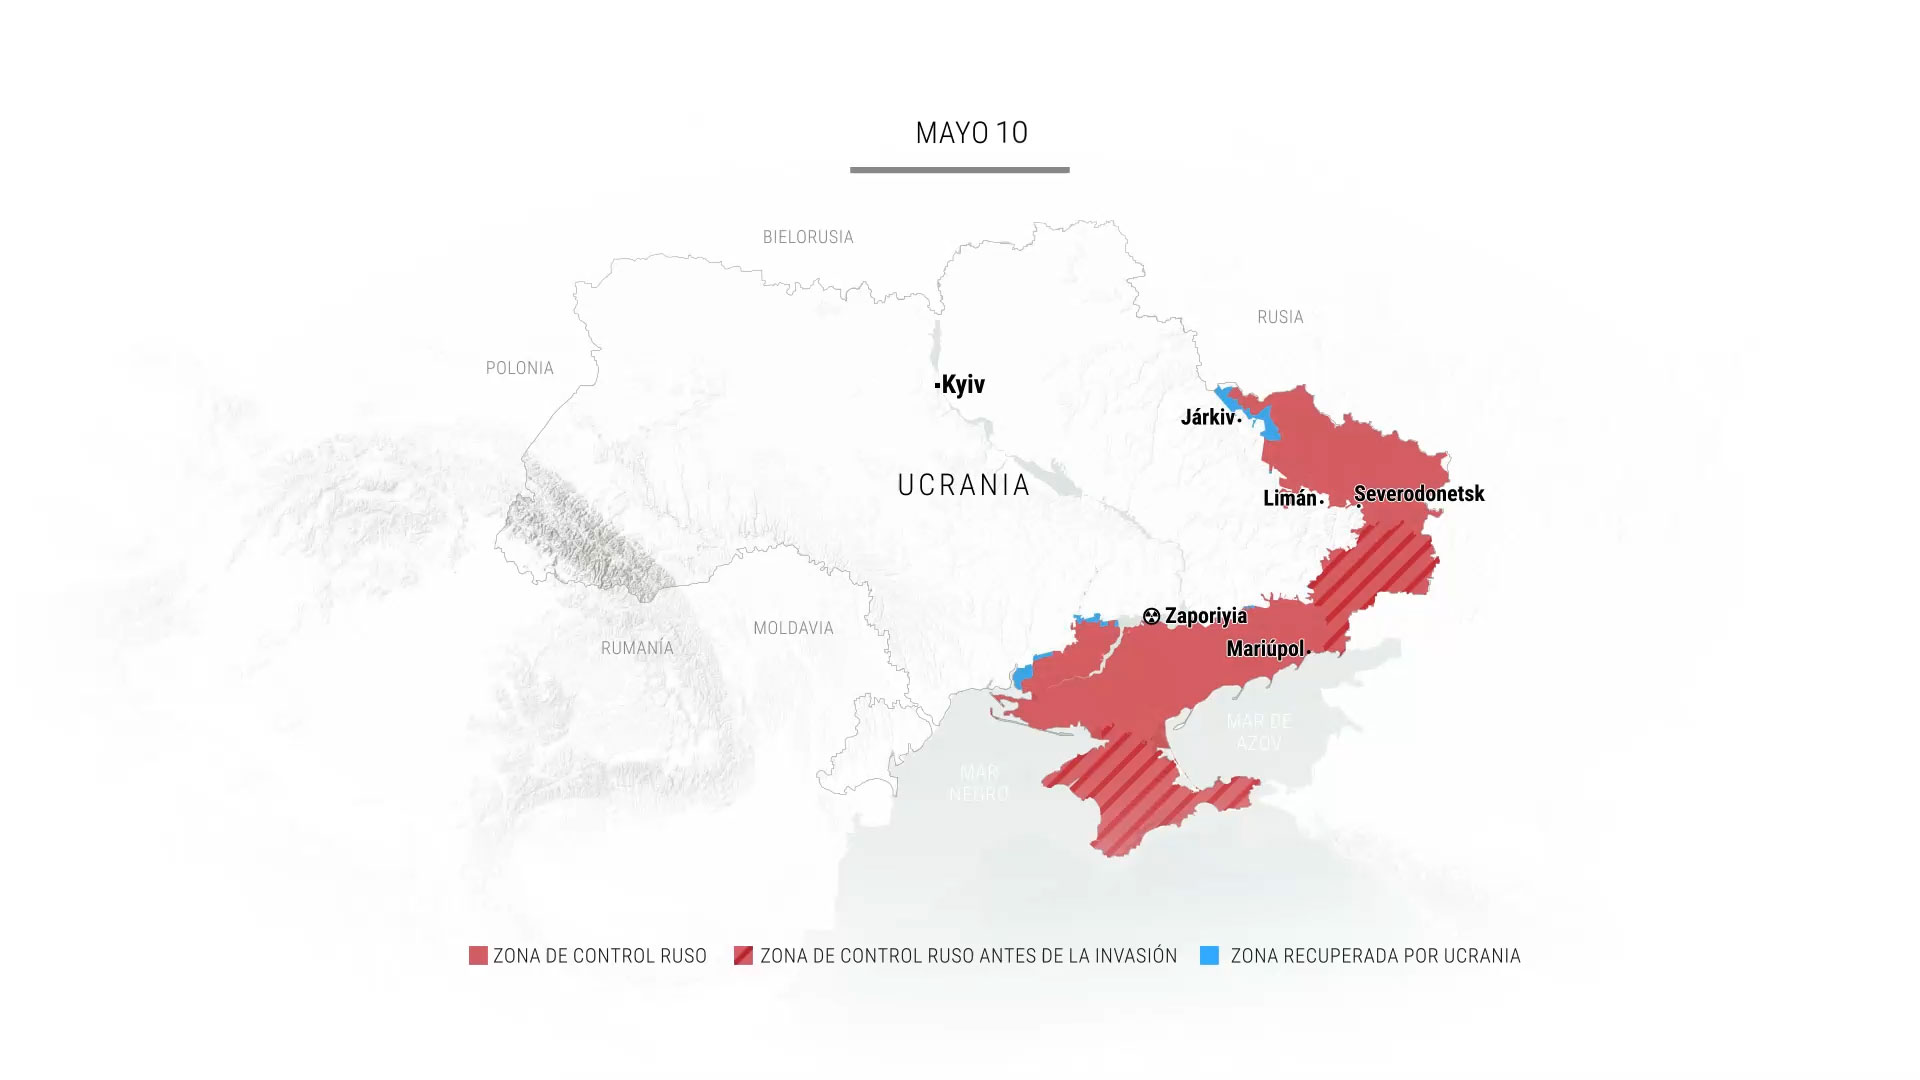 MAYO 10
BIELORUSIA
RUSIA
POLONIA
Kyiv
Járkiv
UCRANIA
Limán
Severodonetsk
Zaporiyia
MOLDAVIA
RUMANÍA
Mariúpol
MAR DE
AZOV
MAR
NEGRO
ZONA DE CONTROL RUSO
ZONA DE CONTROL RUSO ANTES DE LA INVASIÓN
ZONA RECUPERADA POR UCRANIA